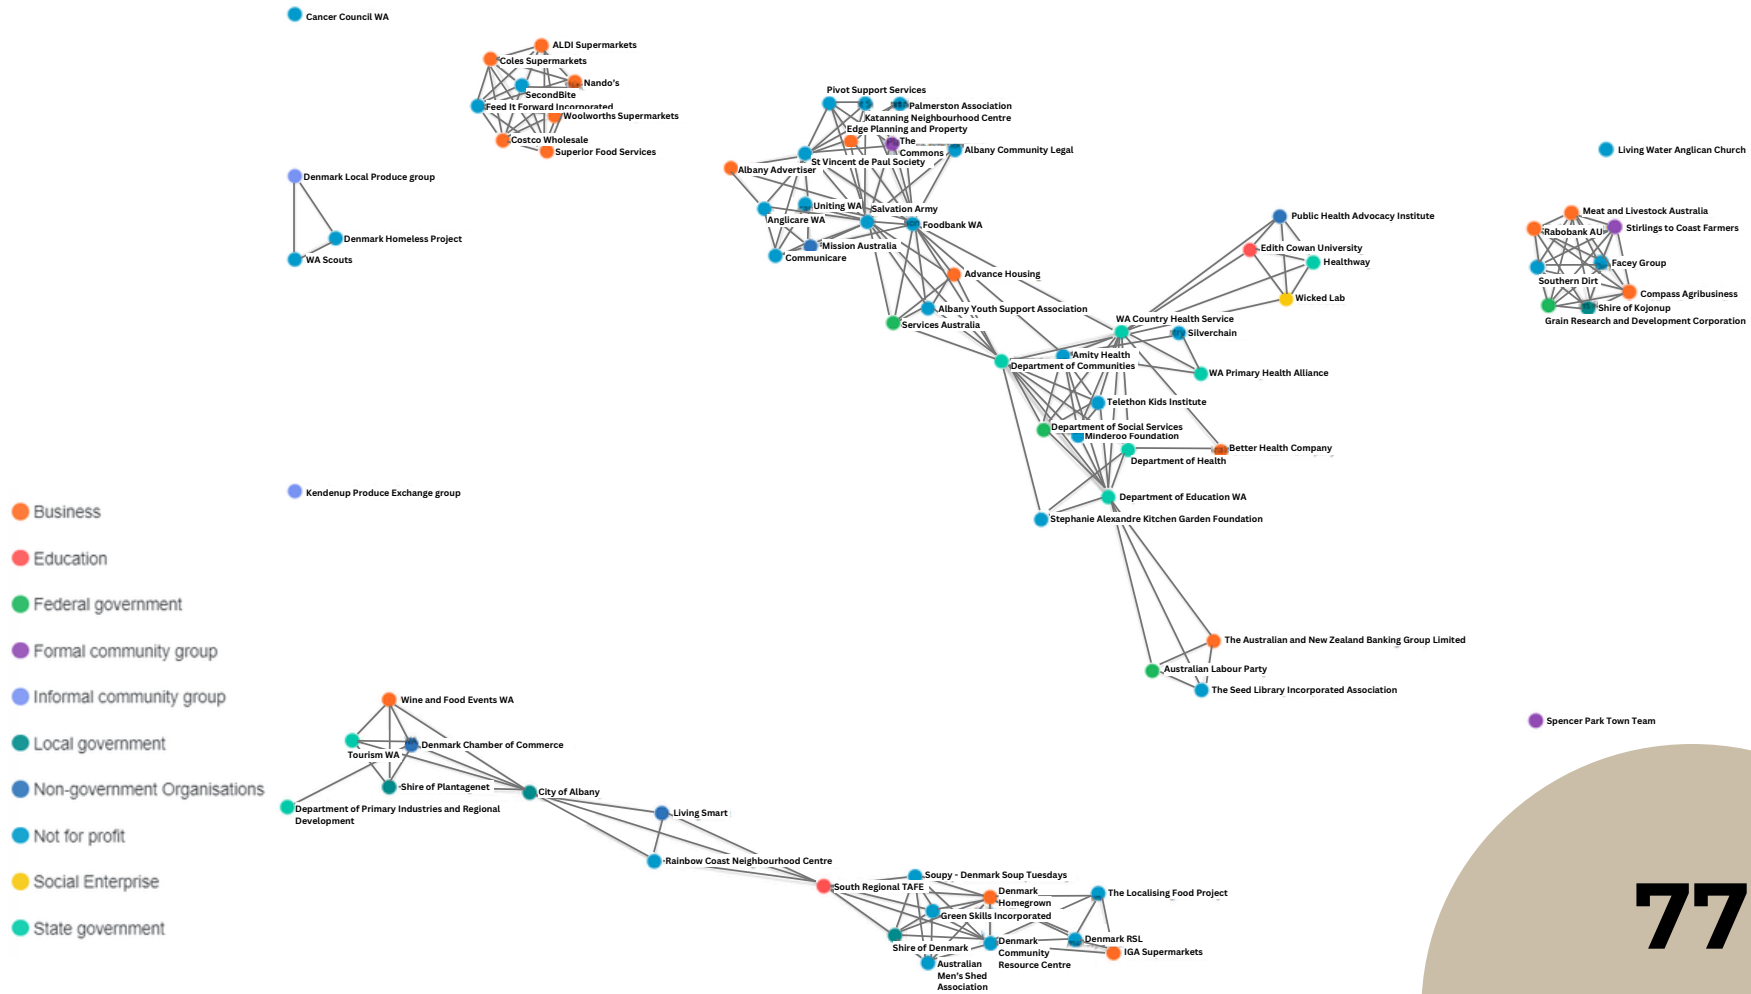 Cancer Council WA
ALDI Supermarkets
Coles Supermarkets
Nando's
SecondBite
Feed It Forward Incorporated
Woolworths Supermarkets
Costco Wholesale
Superior Food Services
Pivot Support Services
Palmerston Association
Katanning Neighbourhood Centre
Edge Planning and Property
The
Commons
Albany Community Legal
Living Water Anglican Church
St Vincent de Paul Society
Albany Advertiser
Denmark Local Produce group
Uniting WA
Salvation Army
Anglicare WA
Foodbank WA
Denmark Homeless Project
Mission Australia
Communicare
WA Scouts
Public Health Advocacy Institute
Edith Cowan University
Healthway
Wicked Lab
Meat and Livestock Australia
Stirlings to Coast Farmers
Rabobank AU
Facey Group
Southern Dirt
Compass Agribusiness
Shire of Kojonup
Grain Research and Development Corporation
Advance Housing
Albany Youth Support Association
Services Australia
WA Country Health Service
Silverchain
Amity Health
Department of Communities
WA Primary Health Alliance
Telethon Kids Institute
Department of Social Services
Minderoo Foundation
Better Health Company
Department of Health
Kendenup Produce Exchange group
Department of Education WA
Stephanie Alexandre Kitchen Garden Foundation
Business
Education
Federal government
Formal community group
Informal community group
Local government
Non-government Organisations
Not for profit
Social Enterprise
State government
The Australian and New Zealand Banking Group Limited
Australian Labour Party
The Seed Library Incorporated Association
Wine and Food Events WA
Spencer Park Town Team
Denmark Chamber of Commerce
Tourism WA
Shire of Plantagenet
City of Albany
Department of Primary Industries and Regional
Development
Living Smart
Rainbow Coast Neighbourhood Centre
South Regional TAFE
Soupy - Denmark Soup Tuesdays
Denmark
Homegrown
The Localising Food Project
Green Skills Incorporated
Shire of Denmark
Denmark
Community
Resource Centre
Denmark RSL
IGA Supermarkets
Australian
Men's Shed
Association
77